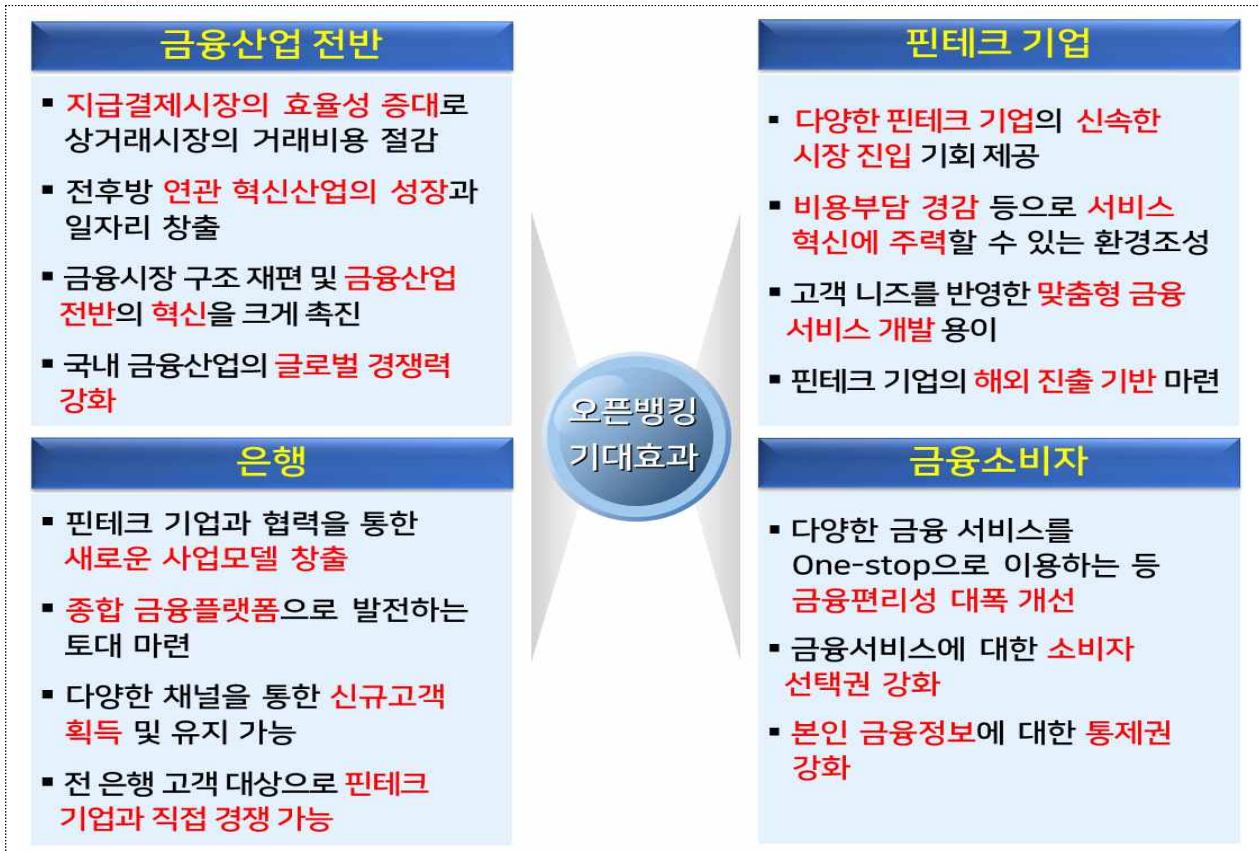 금융산업 전반
▪ 지급결제시장의 효율성 증대로
상거래시장의 거래비용 절감
▪ 전후방 연관 혁신산업의 성장과
일자리 창출
▪ 금융시장 구조 재편 및 금융산업
전반의 혁신을 크게 촉진
▪ 국내 금융산업의 글로벌 경쟁력
강화
핀테크 기업
▪ 다양한 핀테크 기업의 신속한
시장 진입 기회 제공
▪ 비용부담 경감 등으로 서비스
혁신에 주력할 수 있는 환경조성
▪ 고객 니즈를 반영한 맞춤형 금융
서비스 개발 용이
▪ 핀테크 기업의 해외 진출 기반 마련
오픈뱅킹
기대효과
은행
▪ 핀테크 기업과 협력을 통한
새로운 사업모델 창출
▪ 종합 금융플랫폼으로 발전하는
토대 마련
▪ 다양한 채널을 통한 신규고객
획득 및 유지 가능
▪ 전 은행 고객 대상으로 핀테크
기업과 직접 경쟁 가능
금융소비자
▪ 다양한 금융 서비스를
One-stop으로 이용하는 등
금융편리성 대폭 개선
▪ 금융서비스에 대한 소비자
선택권 강화
▪ 본인 금융정보에 대한 통제권
강화